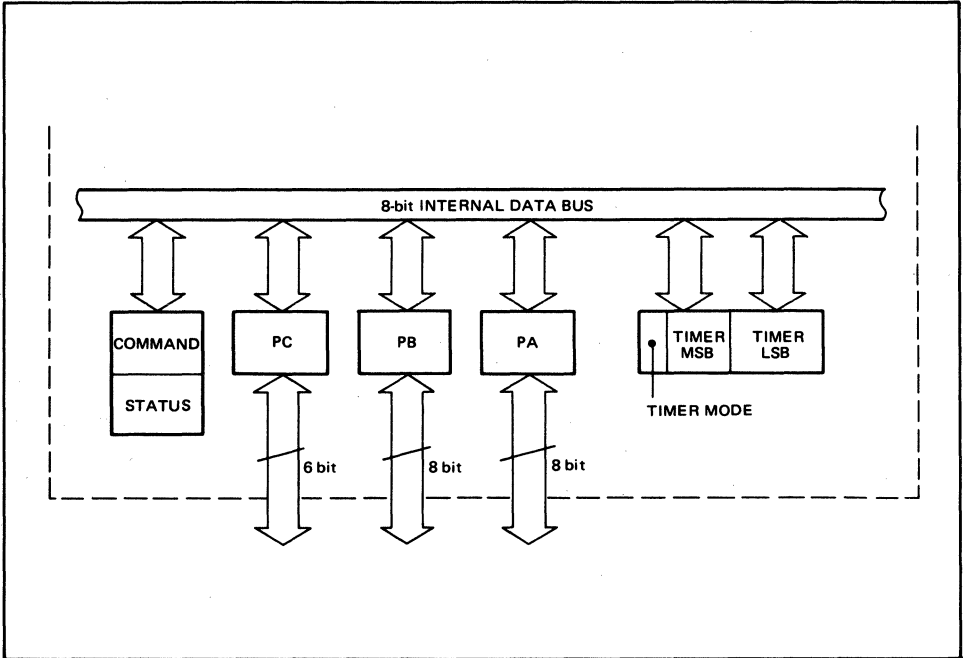 8-bit INTERNAL DATA BUS
COMMAND
STATUS
PC
PB
PA
TIMER
MSB
TIMER
LSB
TIMER MODE
6 bit
8 bit
8 bit